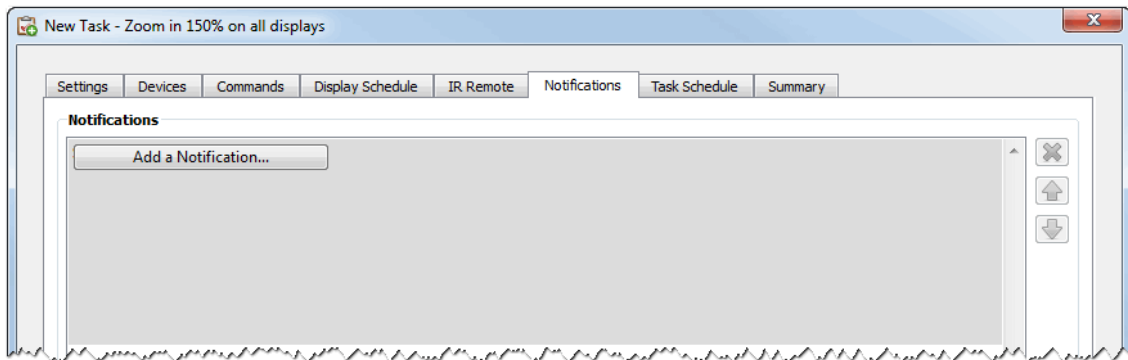 New Task - Zoom in 150% on all displays
Settings Devices Commands Display Schedule IR Remote Notifications Task Schedule Summary
Notifications
Add a Notification...